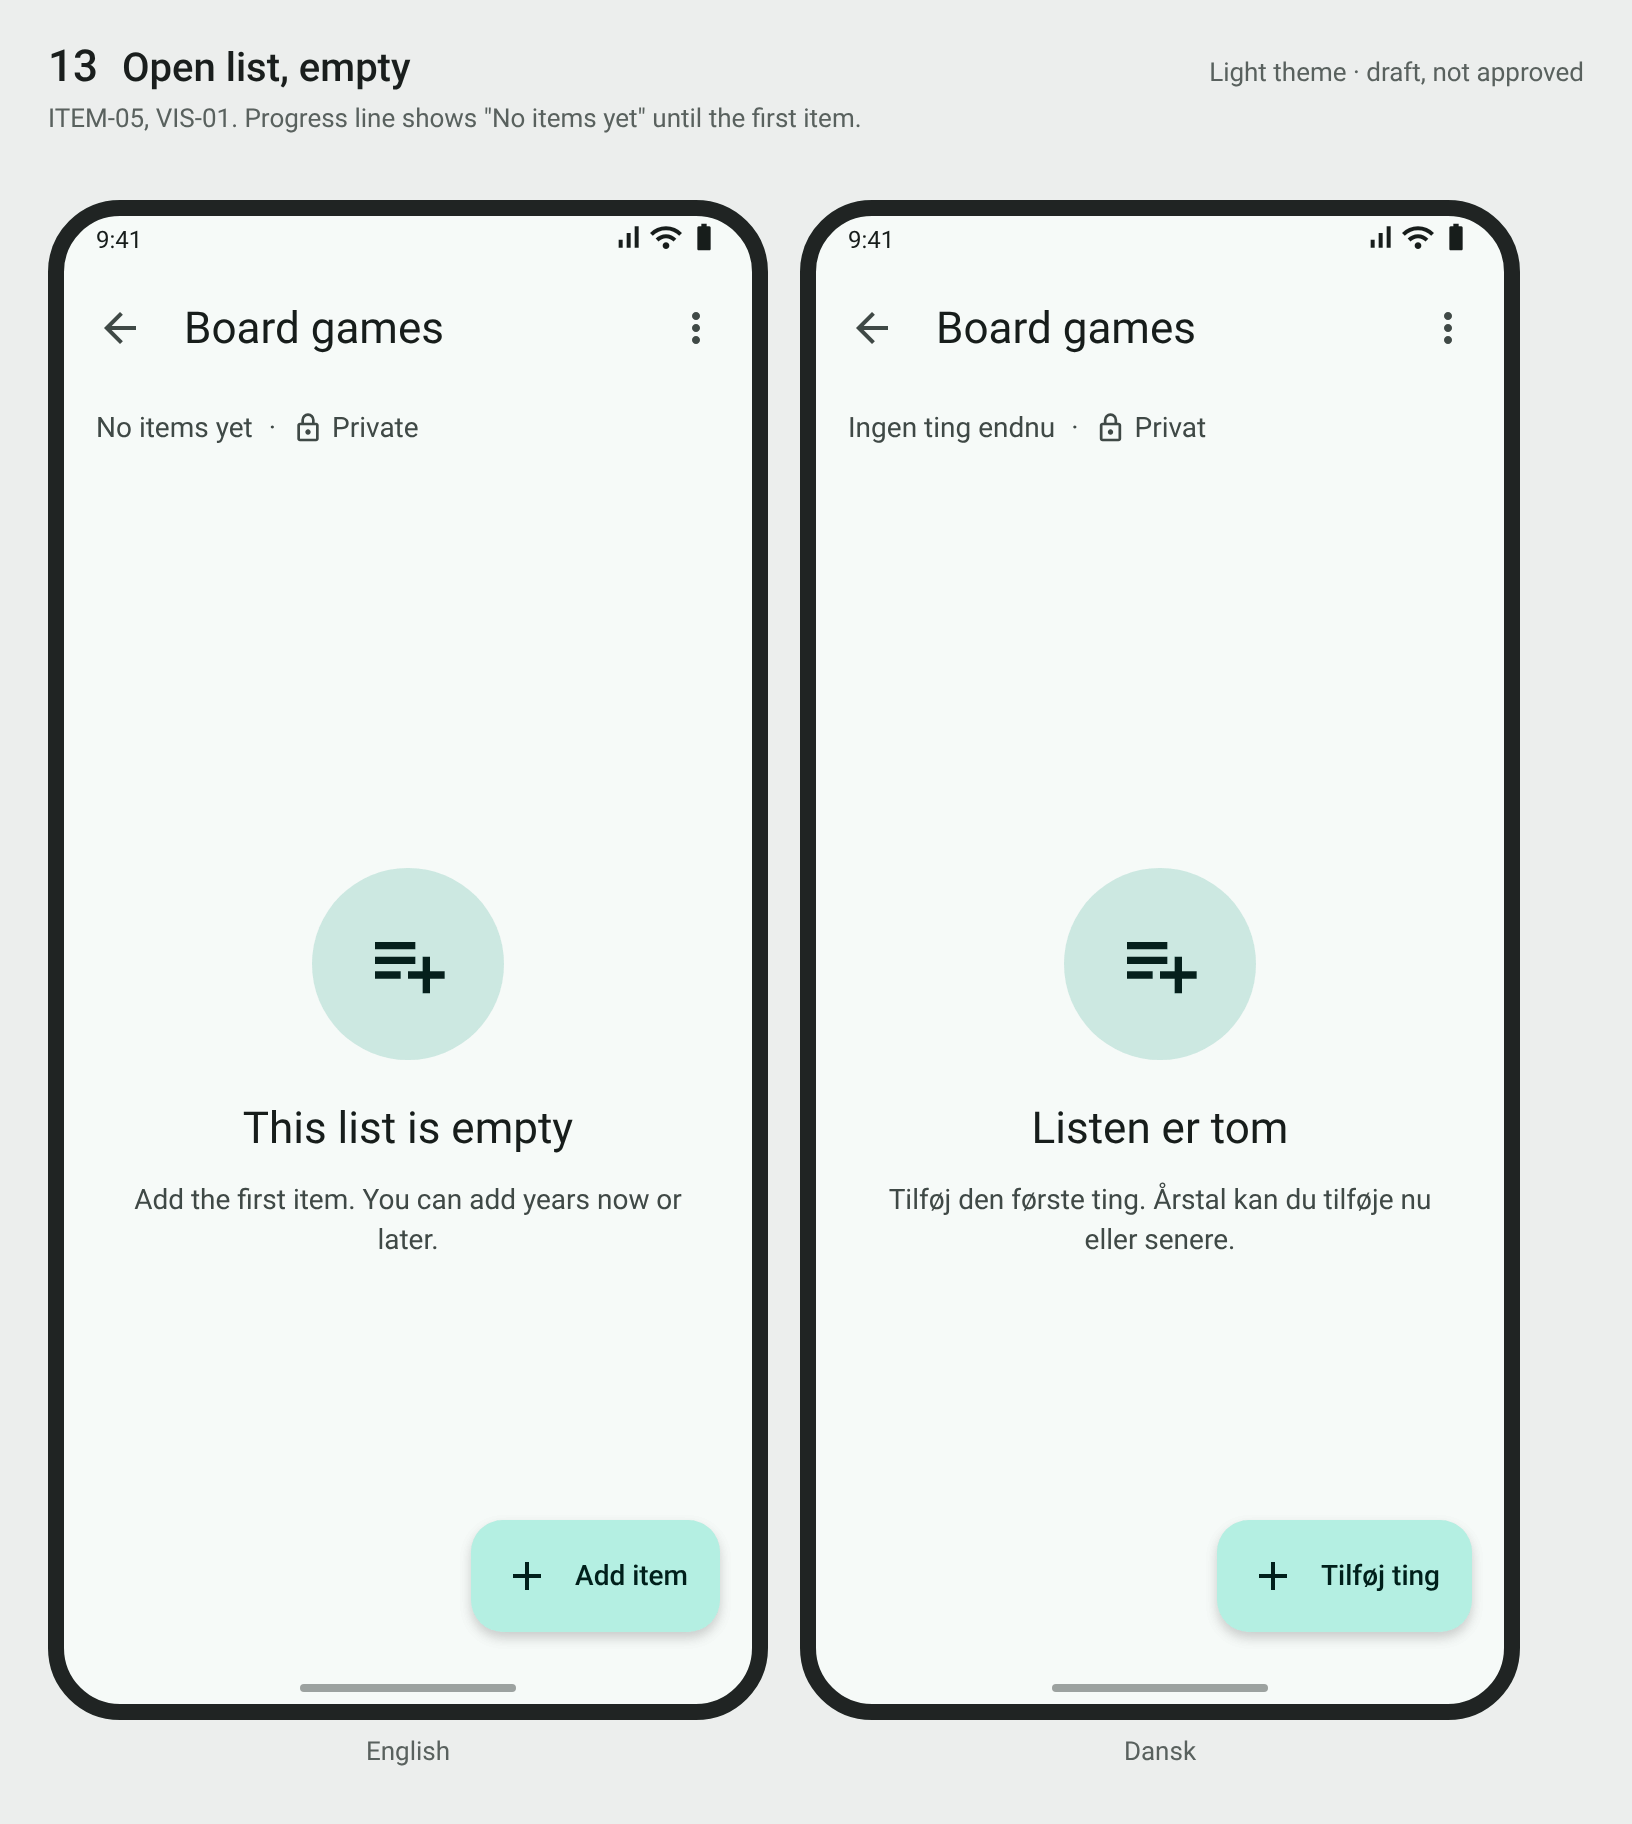 13 Open list, empty
Light theme · draft, not approved
ITEM-05, VIS-01. Progress line shows "No items yet" until the first item.
9:41
Board games
No items yet · Private
This list is empty
Add the first item. You can add years now or
later.
Add item
English
9:41
Board games
Ingen ting endnu · Privat
Listen er tom
Tilføj den første ting. Årstal kan du tilføje nu
eller senere.
Tilføj ting
Dansk